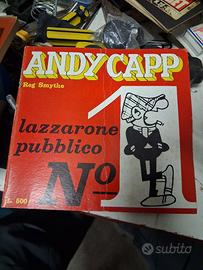 ANDY CAPP
Reg Smythe
lazzarone
pubblico
Nº 1
L. 500
subito